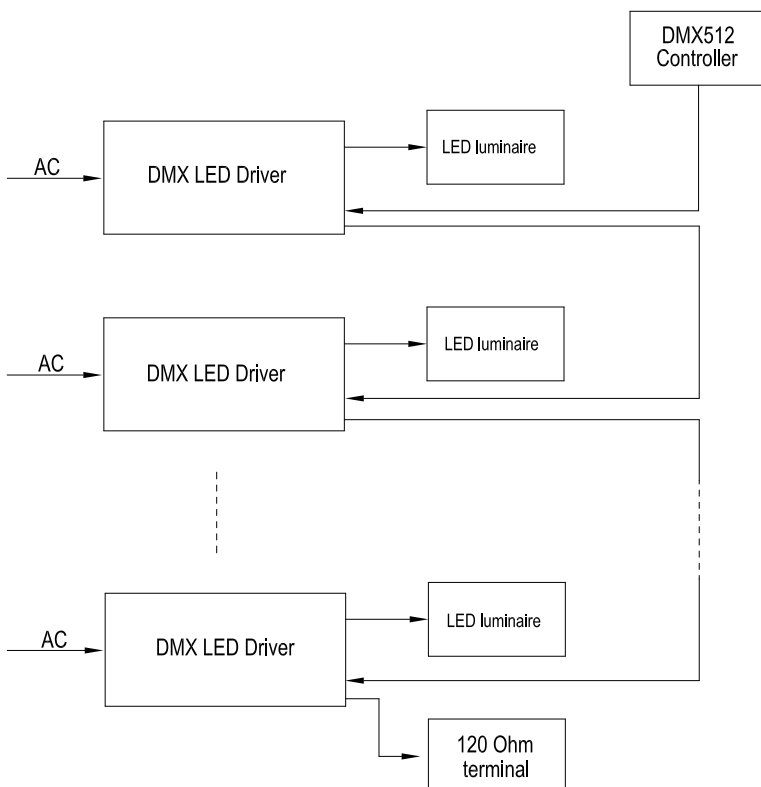 DMX512
Controller
AC
DMX LED Driver
LED luminaire
AC
DMX LED Driver
LED luminaire
AC
DMX LED Driver
LED luminaire
120 Ohm
terminal